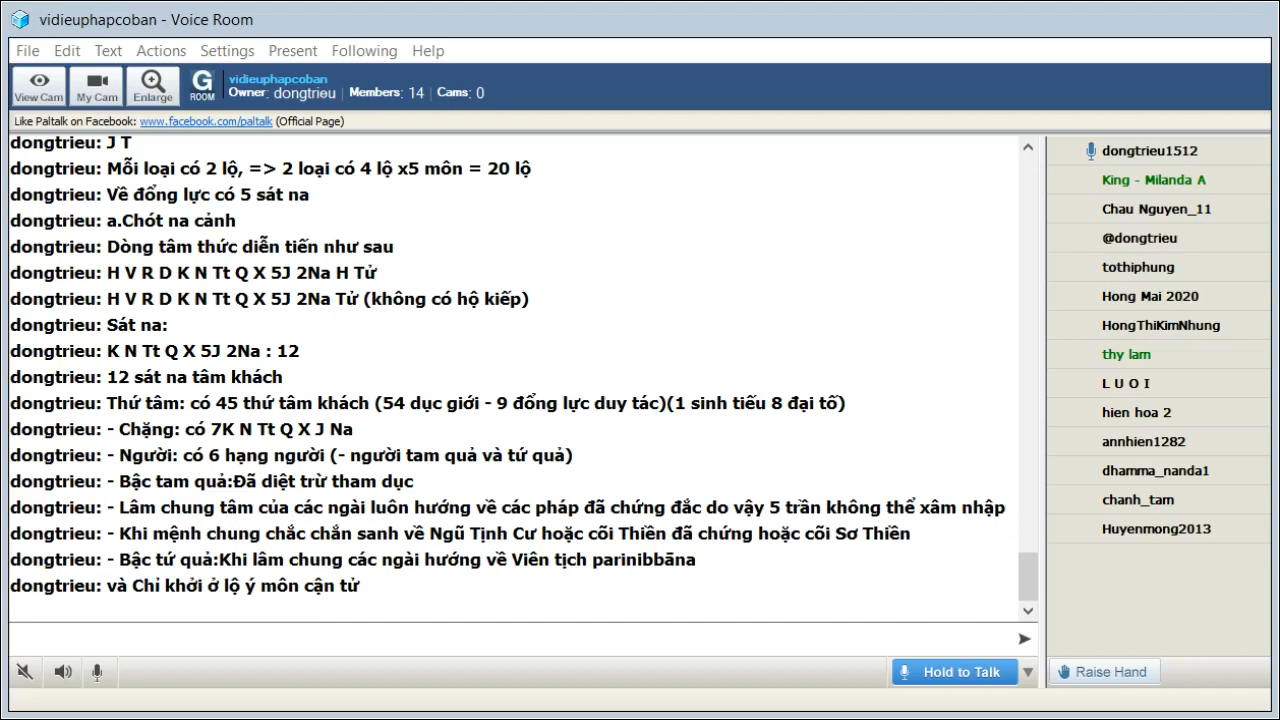 vidieuphapcoban - Voice Room
File Edit Text Actions Settings Present Following Help
View Cam My Cam Enlarge G ROOM
vidieuphapcoban
Owner: dongtrieu | Members: 14 | Cams: 0
Like Paltalk on Facebook: www.facebook.com/paltalk (Official Page)
dongtrieu: J T
dongtrieu: Mỗi loại có 2 lộ, => 2 loại có 4 lộ x5 môn = 20 lộ
dongtrieu: Về đổng lực có 5 sát na
dongtrieu: a.Chót na cảnh
dongtrieu: Dòng tâm thức diễn tiến như sau
dongtrieu: H V R D K N Tt Q X 5J 2Na H Tử
dongtrieu: H V R D K N Tt Q X 5J 2Na Tử (không có hộ kiếp)
dongtrieu: Sát na:
dongtrieu: K N Tt Q X 5J 2Na : 12
dongtrieu: 12 sát na tâm khách
dongtrieu: Thứ tâm: có 45 thứ tâm khách (54 dục giới - 9 đổng lực duy tác)(1 sinh tiếu 8 đại tố)
dongtrieu: - Chặng: có 7K N Tt Q X J Na
dongtrieu: - Người: có 6 hạng người (- người tam quả và tứ quả)
dongtrieu: - Bậc tam quả:Đã diệt trừ tham dục
dongtrieu: - Lâm chung tâm của các ngài luôn hướng về các pháp đã chứng đắc do vậy 5 trần không thể xâm nhập
dongtrieu: - Khi mệnh chung chắc chắn sanh về Ngũ Tịnh Cư hoặc cõi Thiền đã chứng hoặc cõi Sơ Thiền
dongtrieu: - Bậc tứ quả:Khi lâm chung các ngài hướng về Viên tịch parinibbāna
dongtrieu: và Chỉ khởi ở lộ ý môn cận tử
dongtrieu1512
King - Milanda A
Chau Nguyen_11
@dongtrieu
tothiphung
Hong Mai 2020
HongThiKimNhung
thy lam
L U O I
hien hoa 2
annhien1282
dhamma_nanda1
chanh_tam
Huyenmong2013
Hold to Talk
Raise Hand